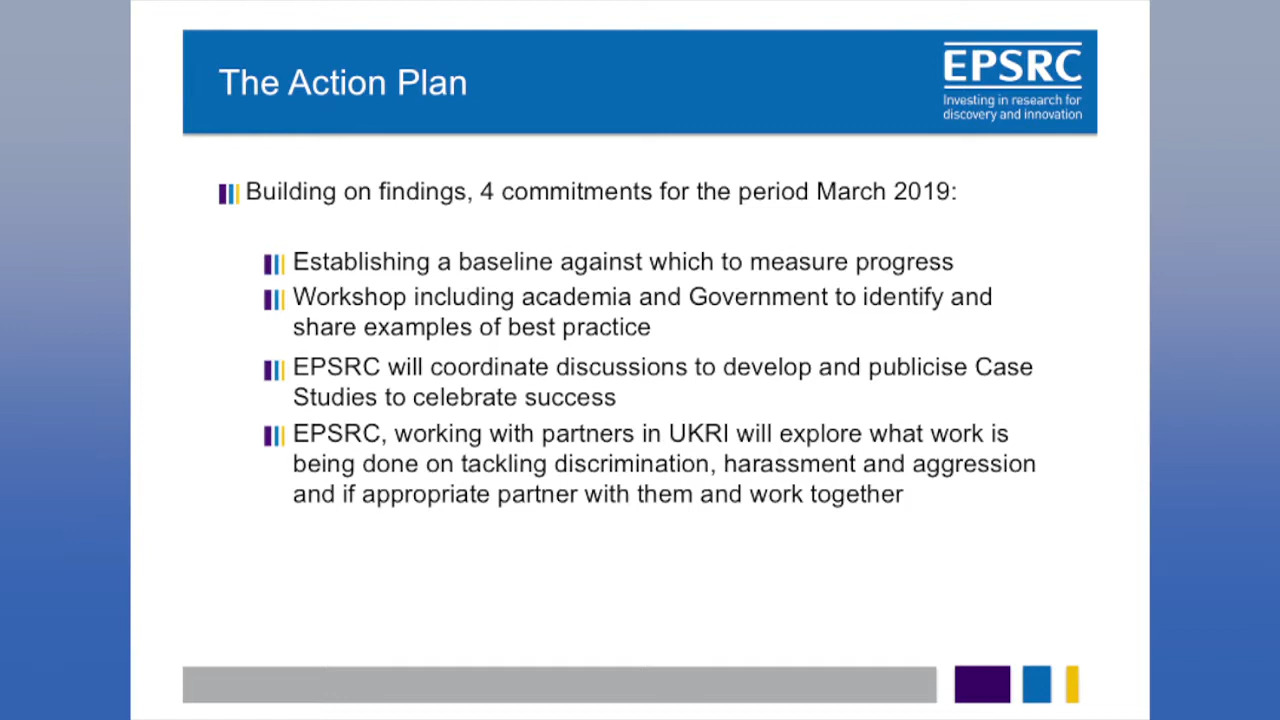 The Action Plan
EPSRC
Investing in research for
discovery and innovation
Building on findings, 4 commitments for the period March 2019:
Establishing a baseline against which to measure progress
Workshop including academia and Government to identify and
share examples of best practice
EPSRC will coordinate discussions to develop and publicise Case
Studies to celebrate success
EPSRC, working with partners in UKRI will explore what work is
being done on tackling discrimination, harassment and aggression
and if appropriate partner with them and work together